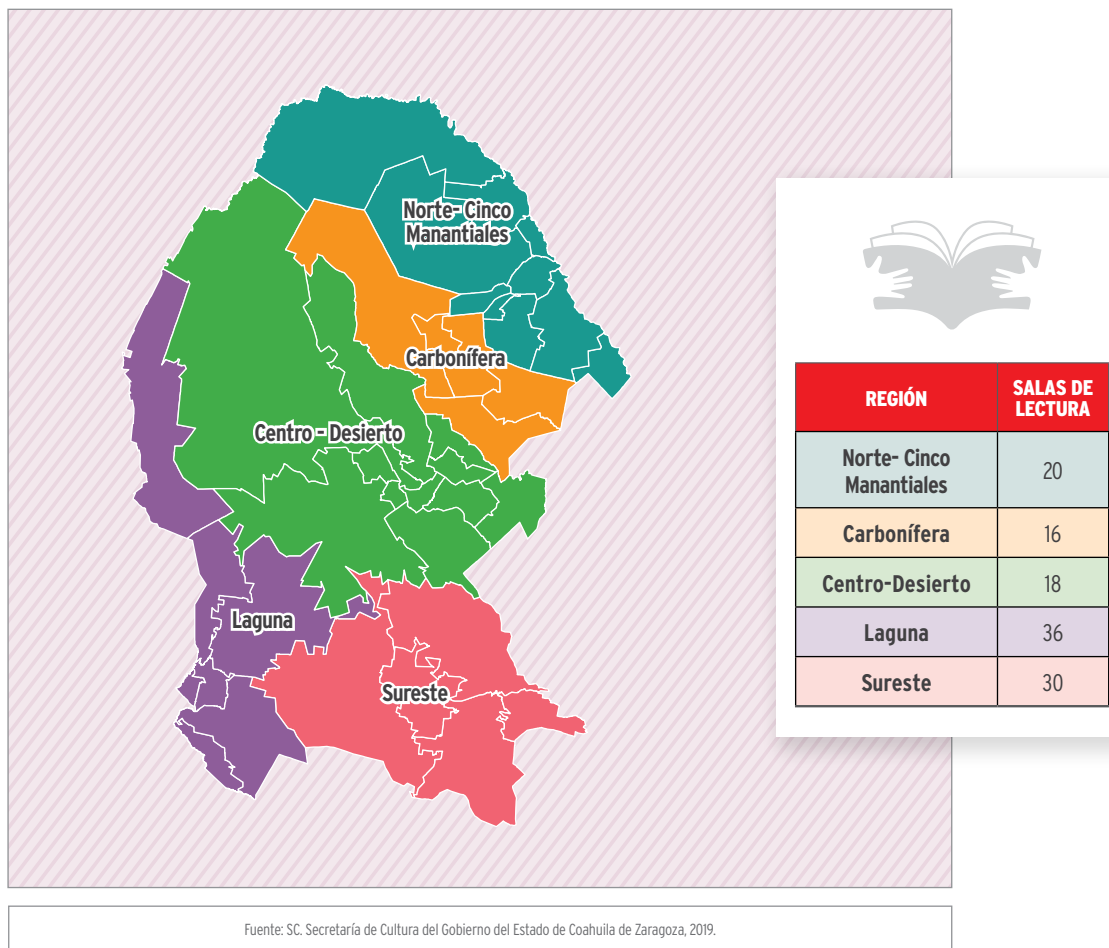 Norte- Cinco
Manantiales
Carbonífera
Centro - Desierto
Laguna
Sureste
REGIÓN
SALAS DE
LECTURA
Norte- Cinco
Manantiales
20
Carbonífera
16
Centro-Desierto
18
Laguna
36
Sureste
30
Fuente: SC. Secretaría de Cultura del Gobierno del Estado de Coahuila de Zaragoza, 2019.